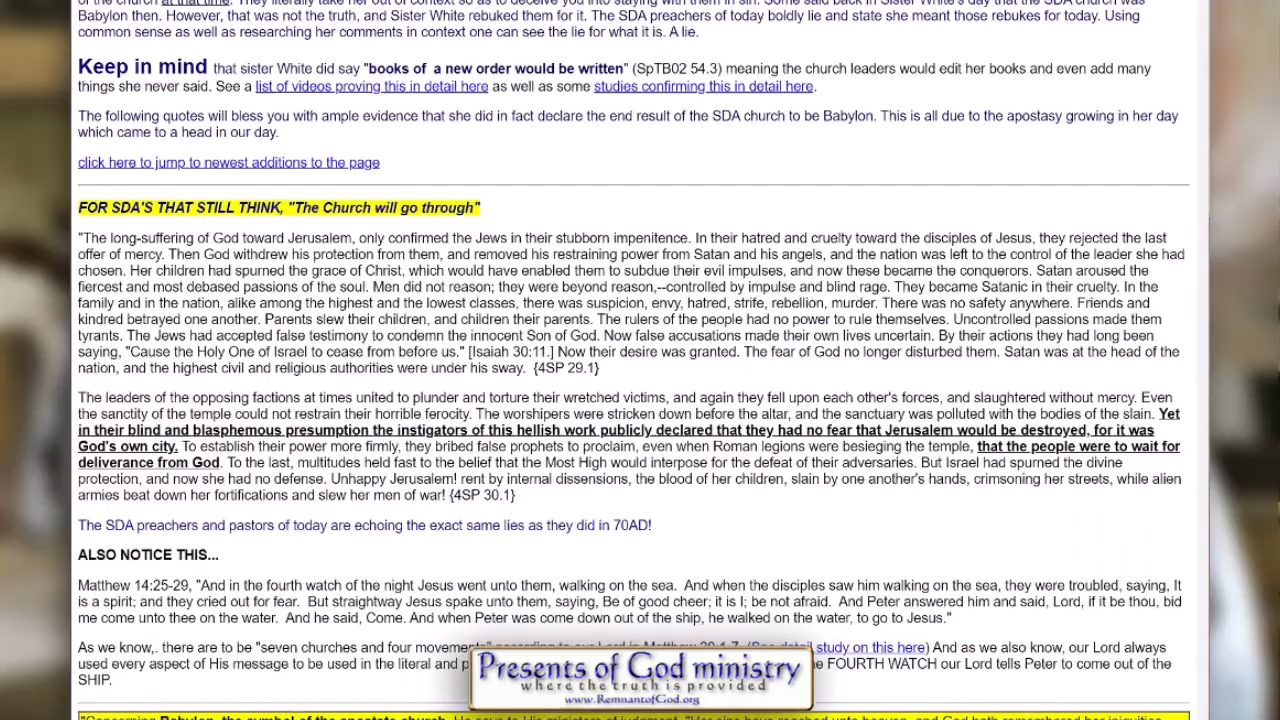 of the church at that time. They literally take her out of context so as to deceive you into staying with them in sin. Some said back in Sister White's day that the SDA church was
Babylon then. However, that was not the truth, and Sister White rebuked them for it. The SDA preachers of today boldly lie and state she meant those rebukes for today. Using
common sense as well as researching her comments in context one can see the lie for what it is. A lie.
Keep in mind that sister White did say "books of a new order would be written" (SpTB02 54.3) meaning the church leaders would edit her books and even add many
things she never said. See a list of videos proving this in detail here as well as some studies confirming this in detail here.
The following quotes will bless you with ample evidence that she did in fact declare the end result of the SDA church to be Babylon. This is all due to the apostasy growing in her day
which came to a head in our day.
click here to jump to newest additions to the page
FOR SDA'S THAT STILL THINK, "The Church will go through"
"The long-suffering of God toward Jerusalem, only confirmed the Jews in their stubborn impenitence. In their hatred and cruelty toward the disciples of Jesus, they rejected the last
offer of mercy. Then God withdrew his protection from them, and removed his restraining power from Satan and his angels, and the nation was left to the control of the leader she had
chosen. Her children had spurned the grace of Christ, which would have enabled them to subdue their evil impulses, and now these became the conquerors. Satan aroused the
fiercest and most debased passions of the soul. Men did not reason; they were beyond reason,--controlled by impulse and blind rage. They became Satanic in their cruelty. In the
family and in the nation, alike among the highest and the lowest classes, there was suspicion, envy, hatred, strife, rebellion, murder. There was no safety anywhere. Friends and
kindred betrayed one another. Parents slew their children, and children their parents. The rulers of the people had no power to rule themselves. Uncontrolled passions made them
tyrants. The Jews had accepted false testimony to condemn the innocent Son of God. Now false accusations made their own lives uncertain. By their actions they had long been
saying, "Cause the Holy One of Israel to cease from before us." [Isaiah 30:11.] Now their desire was granted. The fear of God no longer disturbed them. Satan was at the head of the
nation, and the highest civil and religious authorities were under his sway. {4SP 29.1}
The leaders of the opposing factions at times united to plunder and torture their wretched victims, and again they fell upon each other's forces, and slaughtered without mercy. Even
the sanctity of the temple could not restrain their horrible ferocity. The worshipers were stricken down before the altar, and the sanctuary was polluted with the bodies of the slain. Yet
in their blind and blasphemous presumption the instigators of this hellish work publicly declared that they had no fear that Jerusalem would be destroyed, for it was
God's own city. To establish their power more firmly, they bribed false prophets to proclaim, even when Roman legions were besieging the temple, that the people were to wait for
deliverance from God. To the last, multitudes held fast to the belief that the Most High would interpose for the defeat of their adversaries. But Israel had spurned the divine
protection, and now she had no defense. Unhappy Jerusalem! rent by internal dissensions, the blood of her children, slain by one another's hands, crimsoning her streets, while alien
armies beat down her fortifications and slew her men of war! {4SP 30.1}
The SDA preachers and pastors of today are echoing the exact same lies as they did in 70AD!
ALSO NOTICE THIS...
Matthew 14:25-29, "And in the fourth watch of the night Jesus went unto them, walking on the sea. And when the disciples saw him walking on the sea, they were troubled, saying, It
is a spirit; and they cried out for fear. But straightway Jesus spake unto them, saying, Be of good cheer; it is I; be not afraid. And Peter answered him and said, Lord, if it be thou, bid
me come unto thee on the water. And he said, Come. And when Peter was come down out of the ship, he walked on the water, to go to Jesus."
As we know,. there are to be "seven churches and four movements" study on this here) And as we also know, our Lord always
used every aspect of His message to be used in the literal and FOURTH WATCH our Lord tells Peter to come out of the
SHIP.
Presents of God ministry
where the truth is provided
www.RemnantofGod.org
"Concerning Babylon, the symbol of the apostate church, He says to His ministers of judgment, "Her sins have reached unto heaven, and God hath remembered her iniquities